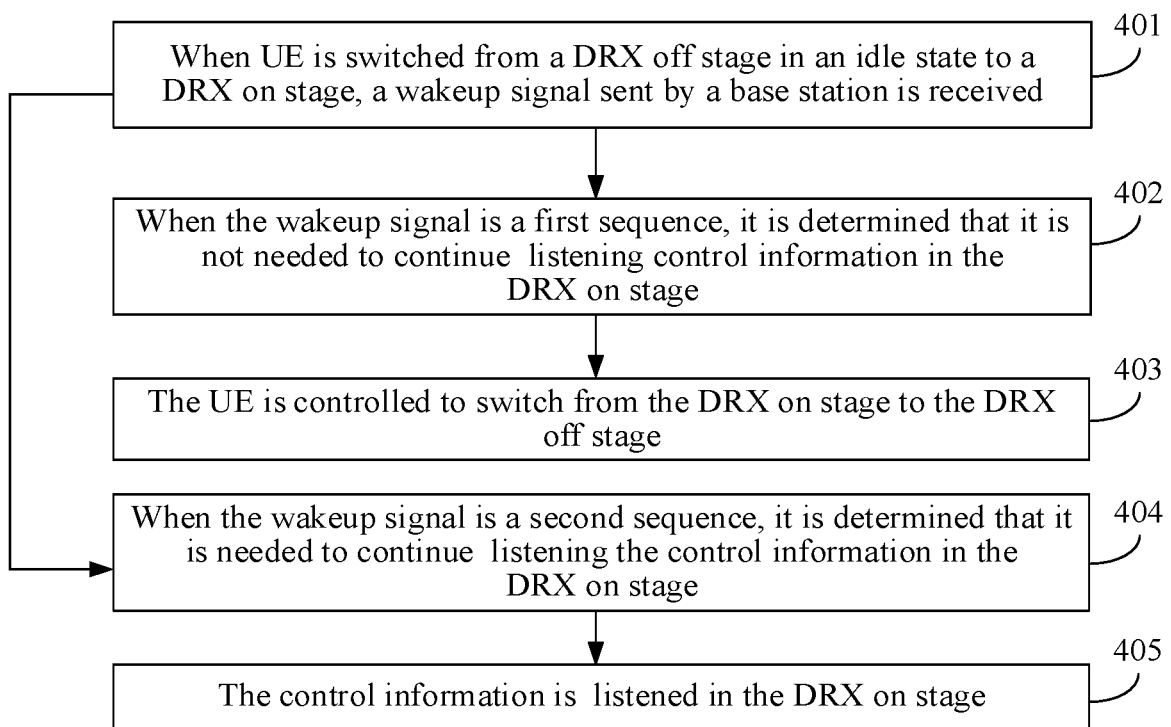 401
When UE is switched from a DRX off stage in an idle state to a
DRX on stage, a wakeup signal sent by a base station is received
402
When the wakeup signal is a first sequence, it is determined that it is
not needed to continue listening control information in the
DRX on stage
403
The UE is controlled to switch from the DRX on stage to the DRX
off stage
404
When the wakeup signal is a second sequence, it is determined that it
is needed to continue listening the control information in the
DRX on stage
405
The control information is listened in the DRX on stage